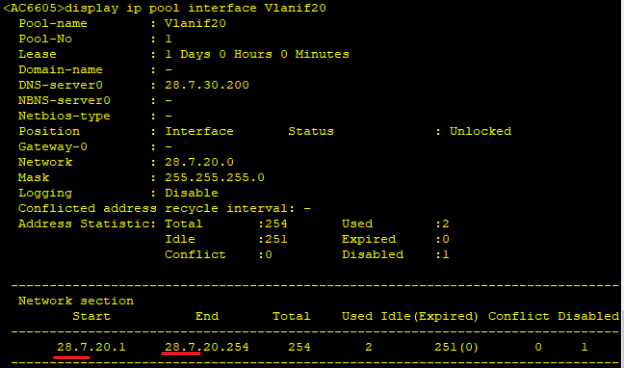 <AC6605>display ip pool interface Vlanif20
Pool-name : Vlanif20
Pool-No : 1
Lease : 1 Days 0 Hours 0 Minutes
Domain-name : -
DNS-server0 : 28.7.30.200
NBNS-server0 : -
Netbios-type : -
Position : Interface Status : Unlocked
Gateway-0 : -
Network : 28.7.20.0
Mask : 255.255.255.0
Logging : Disable
Conflicted address recycle interval: -
Address Statistic: Total :254 Used :2
Idle :251 Expired :0
Conflict :0 Disabled :1
-------------------------------------------------------------------------------
Network section
Start End Total Used Idle(Expired) Conflict Disabled
-------------------------------------------------------------------------------
28.7.20.1 28.7.20.254 254 2 251(0) 0 1
-------------------------------------------------------------------------------